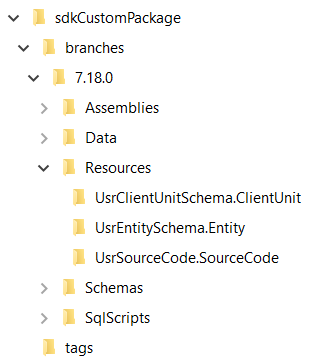 sdkCustomPackage
branches
7.18.0
Assemblies
Data
Resources
UsrClientUnitSchema.ClientUnit
UsrEntitySchema.Entity
UsrSourceCode.SourceCode
Schemas
SqlScripts
tags